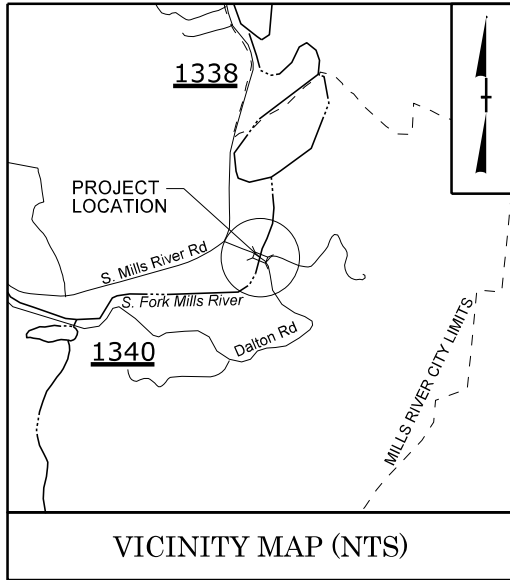 1338
PROJECT
LOCATION
S. Mills River Rd
S. Fork Mills River
1340
Dalton Rd
MILLS RIVER CITY LIMITS
VICINITY MAP (NTS)